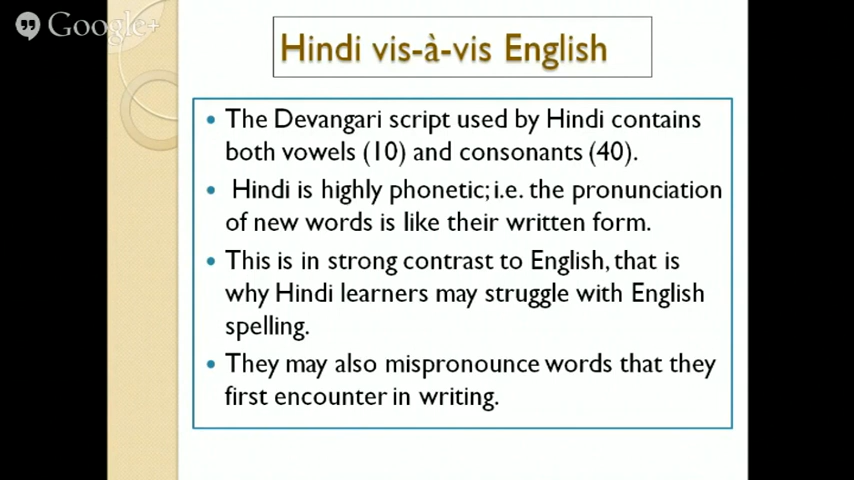 Google+
Hindi vis-à-vis English
• The Devangari script used by Hindi contains
both vowels (10) and consonants (40).
• Hindi is highly phonetic; i.e. the pronunciation
of new words is like their written form.
• This is in strong contrast to English, that is
why Hindi learners may struggle with English
spelling.
• They may also mispronounce words that they
first encounter in writing.